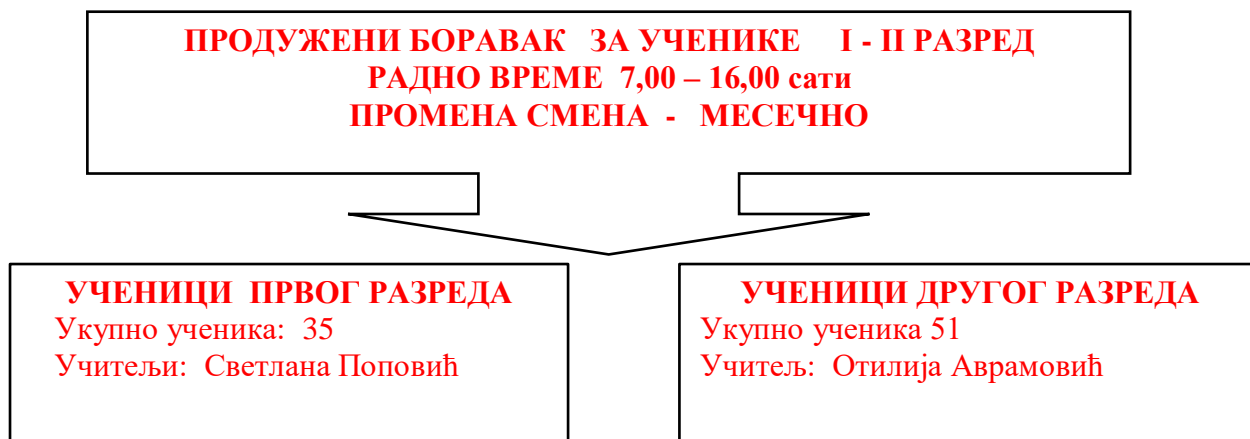 ПРОДУЖЕНИ БОРАВАК ЗА УЧЕНИКЕ I - II РАЗРЕД
РАДНО ВРЕМЕ 7,00 – 16,00 сати
ПРОМЕНА СМЕНА - МЕСЕЧНО
УЧЕНИЦИ ПРВОГ РАЗРЕДА
Укупно ученика: 35
Учитељи: Светлана Поповић
УЧЕНИЦИ ДРУГОГ РАЗРЕДА
Укупно ученика 51
Учитељ: Отилија Аврамовић